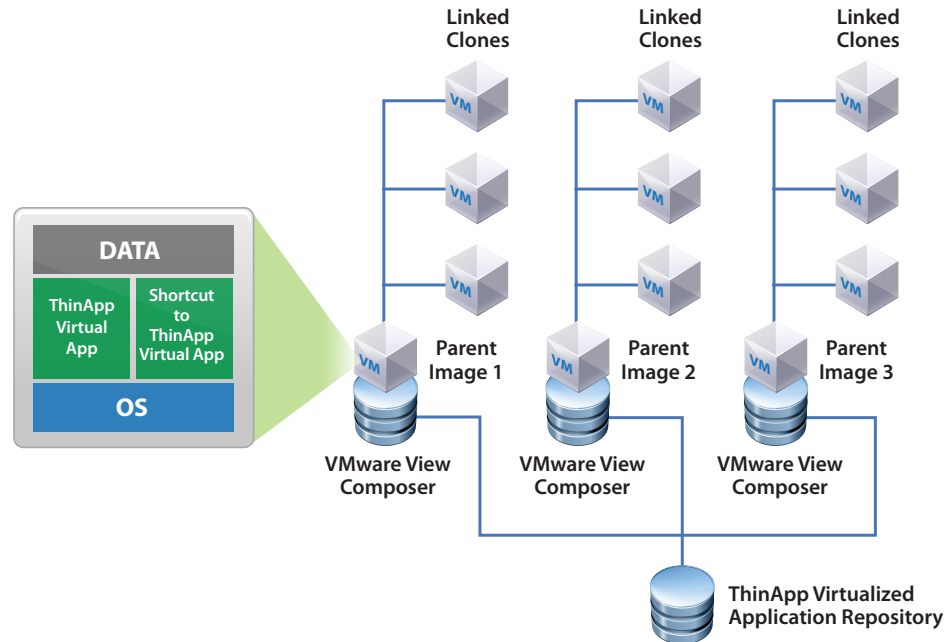 Linked
Clones
Linked
Clones
Linked
Clones
VM
VM
VM
VM
VM
VM
VM
VM
VM
DATA
ThinApp
Virtual
App
Shortcut
to
ThinApp
Virtual App
OS
VM
Parent
Image 1
VM
Parent
Image 2
VM
Parent
Image 3
VMware View
Composer
VMware View
Composer
VMware View
Composer
ThinApp Virtualized
Application Repository